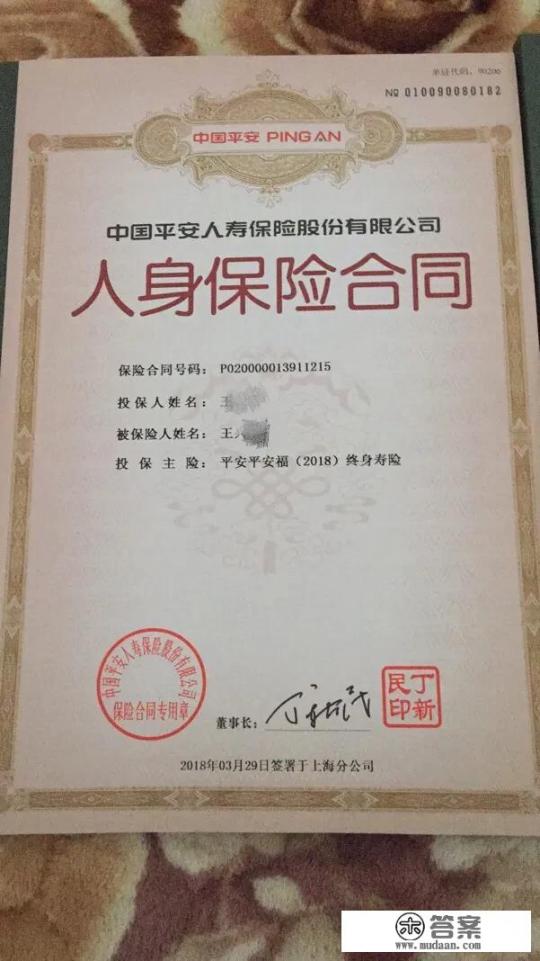 单证代码：90206
№ 010090080182
中国平安 PING AN
中国平安人寿保险股份有限公司
人身保险合同
保险合同号码：P020000013911215
投保人姓名：王
被保险人姓名：王
投保主险：平安平安福（2018）终身寿险
中国平安人寿保险股份有限公司
保险合同专用章
董事长：
丁新民印
2018年03月29日签署于上海分公司
答案
www.mudaan.com